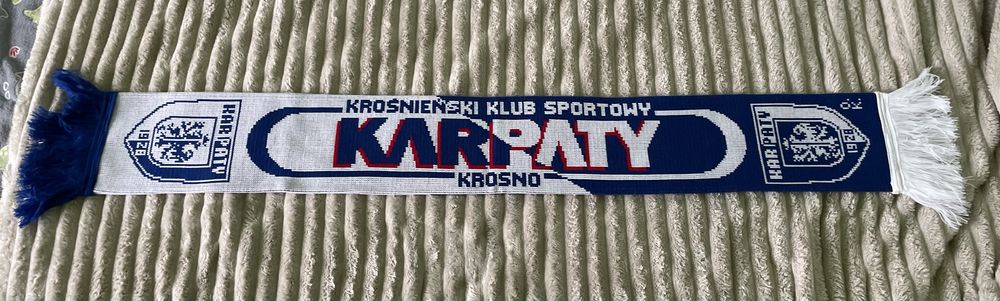 KARPATY
1928
KROŚNIEŃSKI KLUB SPORTOWY
KARPATY
KROSNO
KARPATY
1928